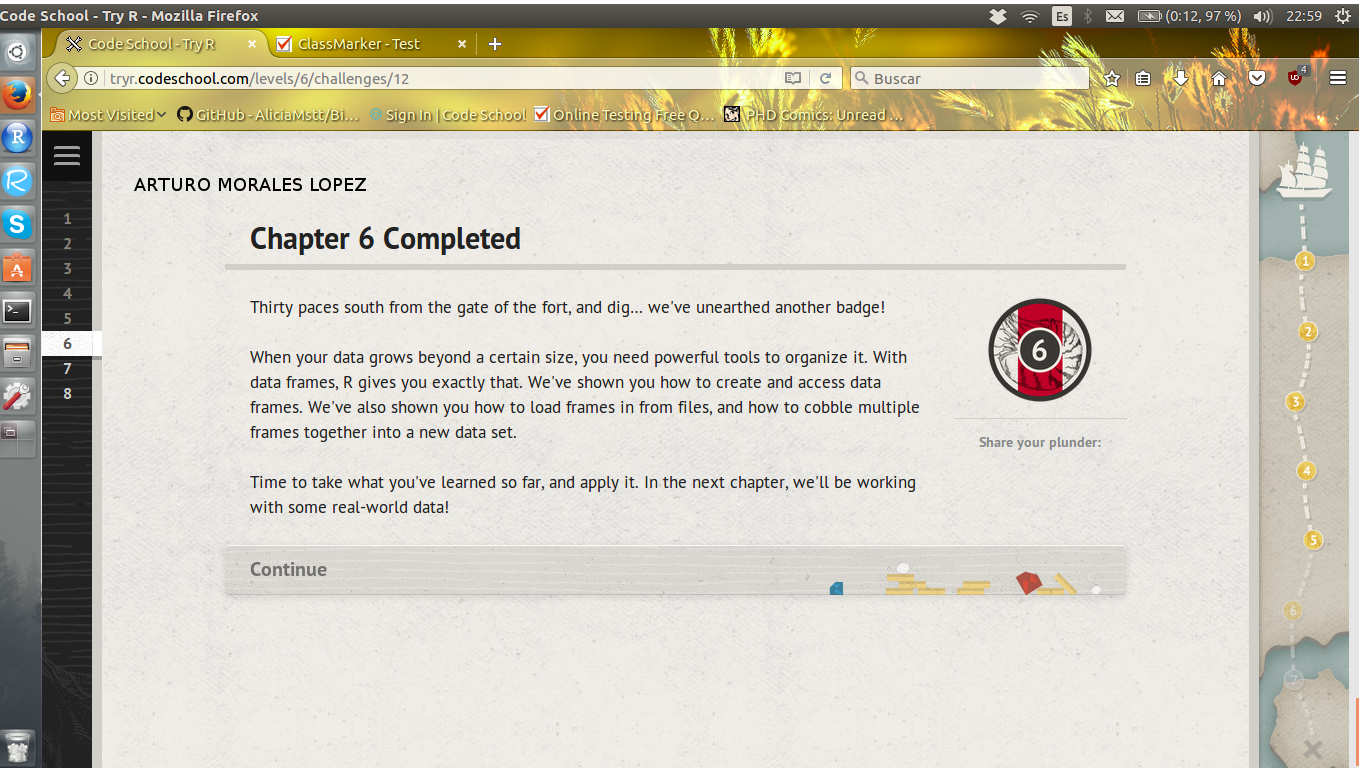 Code School - Try R - Mozilla Firefox
Es
(0:12, 97 %)
22:59
Code School - Try R
ClassMarker - Test
tryr.codeschool.com/levels/6/challenges/12
Buscar
4
Most Visited
GitHub - AliciaMstt/Bi...
Sign In | Code School
Online Testing Free Q...
PHD Comics: Unread ...
ARTURO MORALES LOPEZ
1
2
3
4
5
6
7
8
Chapter 6 Completed
Thirty paces south from the gate of the fort, and dig... we've unearthed another badge!
When your data grows beyond a certain size, you need powerful tools to organize it. With
data frames, R gives you exactly that. We've shown you how to create and access data
frames. We've also shown you how to load frames in from files, and how to cobble multiple
frames together into a new data set.
Time to take what you've learned so far, and apply it. In the next chapter, we'll be working
with some real-world data!
6
Share your plunder:
Continue
1
2
3
4
5
6
7
R
R
S